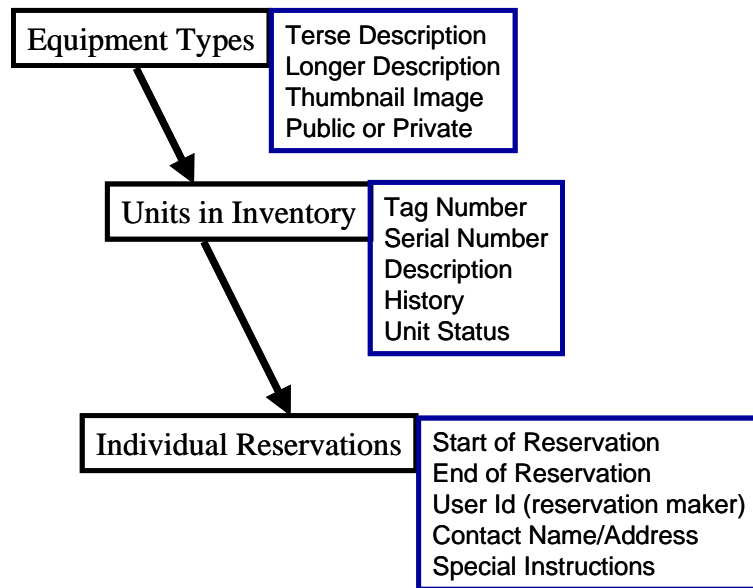 Equipment Types
Terse Description
Longer Description
Thumbnail Image
Public or Private
Units in Inventory
Tag Number
Serial Number
Description
History
Unit Status
Individual Reservations
Start of Reservation
End of Reservation
User Id (reservation maker)
Contact Name/Address
Special Instructions